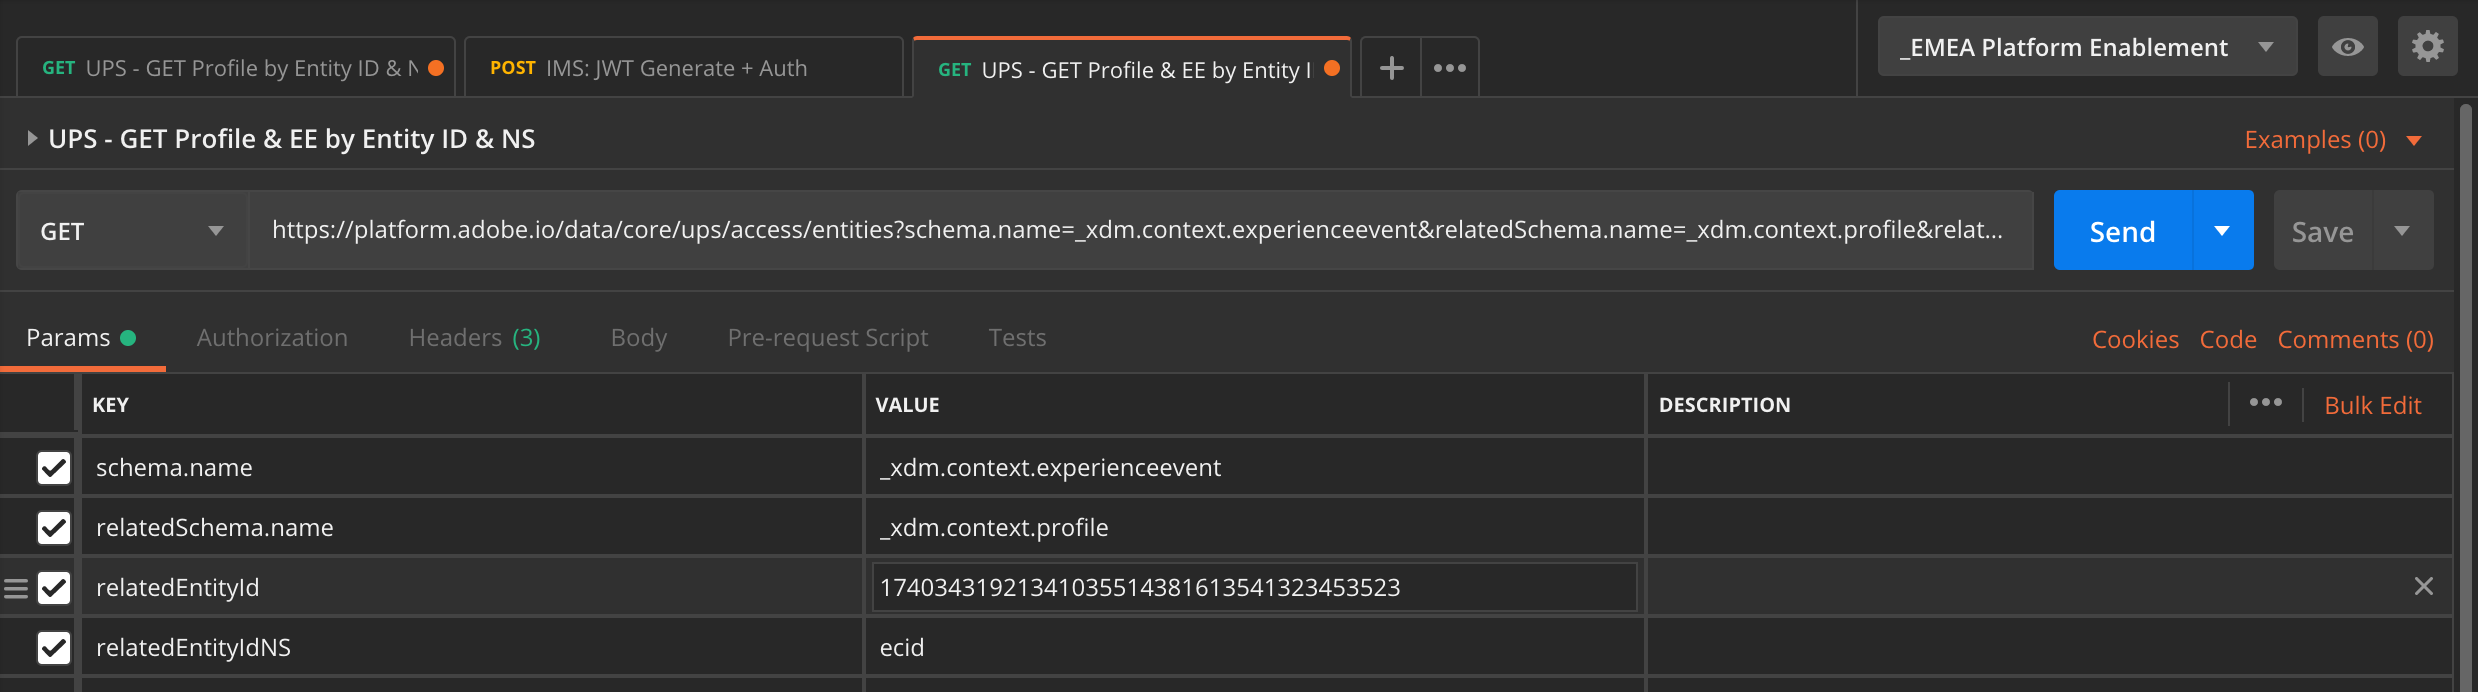 GET UPS - GET Profile by Entity ID & N
POST IMS: JWT Generate + Auth
GET UPS - GET Profile & EE by Entity I
_EMEA Platform Enablement
UPS - GET Profile & EE by Entity ID & NS
Examples (0)
GET
https://platform.adobe.io/data/core/ups/access/entities?schema.name=_xdm.context.experienceevent&relatedSchema.name=_xdm.context.profile&relat...
Send
Save
Params
Authorization
Headers (3)
Body
Pre-request Script
Tests
Cookies
Code
Comments (0)
KEY
VALUE
DESCRIPTION
Bulk Edit
schema.name
_xdm.context.experienceevent
relatedSchema.name
_xdm.context.profile
relatedEntityId
17403431921341035514381613541323453523
relatedEntityIdNS
ecid